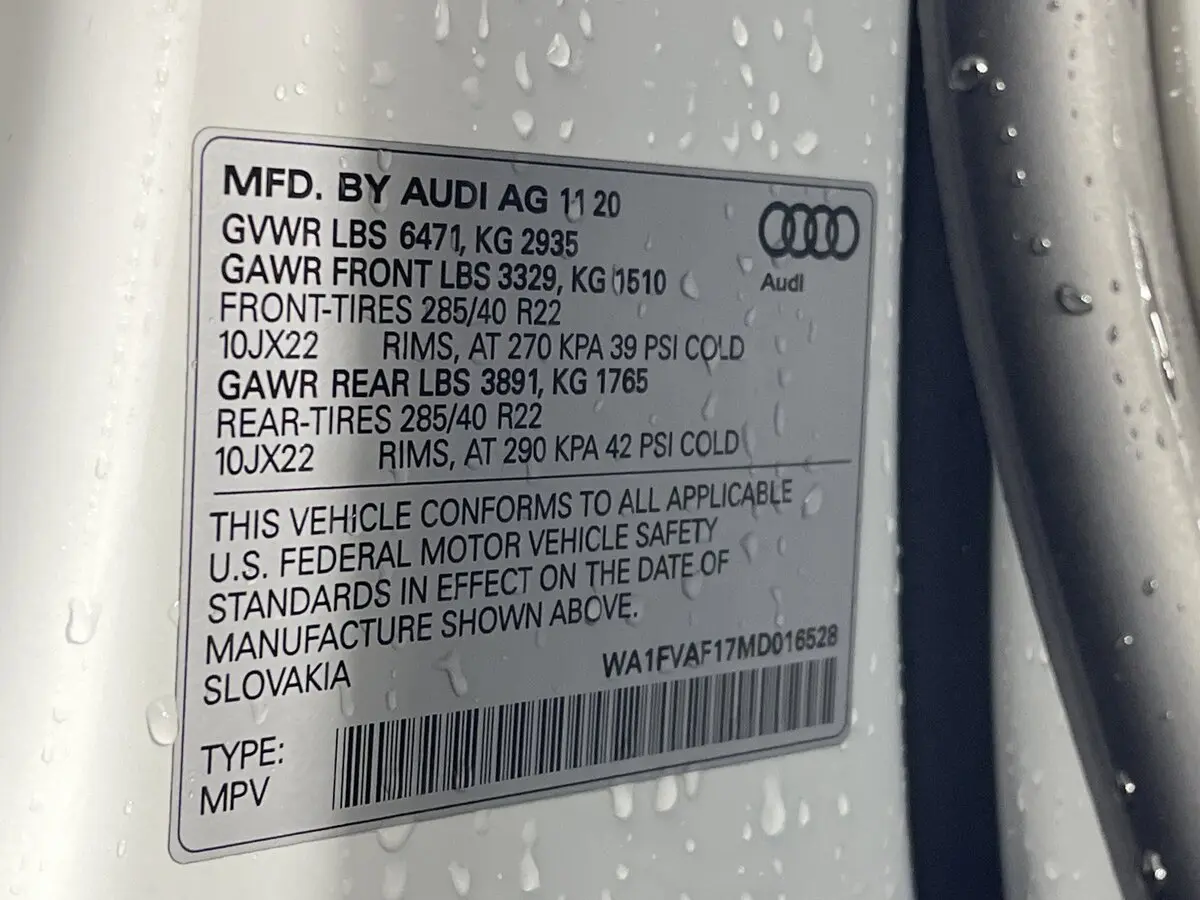 MFD. BY AUDI AG 11 20
GVWR LBS 6471, KG 2935
GAWR FRONT LBS 3329, KG 1510
Audi
FRONT-TIRES 285/40 R22
10JX22 RIMS, AT 270 KPA 39 PSI COLD
GAWR REAR LBS 3891, KG 1765
REAR-TIRES 285/40 R22
10JX22 RIMS, AT 290 KPA 42 PSI COLD
THIS VEHICLE CONFORMS TO ALL APPLICABLE
U.S. FEDERAL MOTOR VEHICLE SAFETY
STANDARDS IN EFFECT ON THE DATE OF
MANUFACTURE SHOWN ABOVE.
SLOVAKIA
WA1FVAF17MD016528
TYPE:
MPV